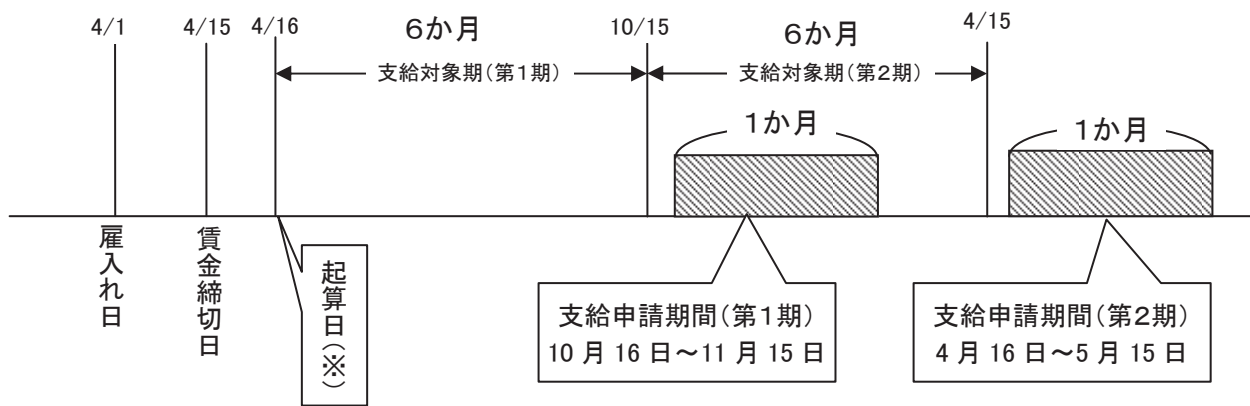 4/1
4/15
4/16
6か月
10/15
6か月
4/15
支給対象期(第1期)
支給対象期(第2期)
1か月
1か月
雇入れ日
賃金締切日
起算日(※)
支給申請期間(第1期)
10月16日~11月15日
支給申請期間(第2期)
4月16日~5月15日